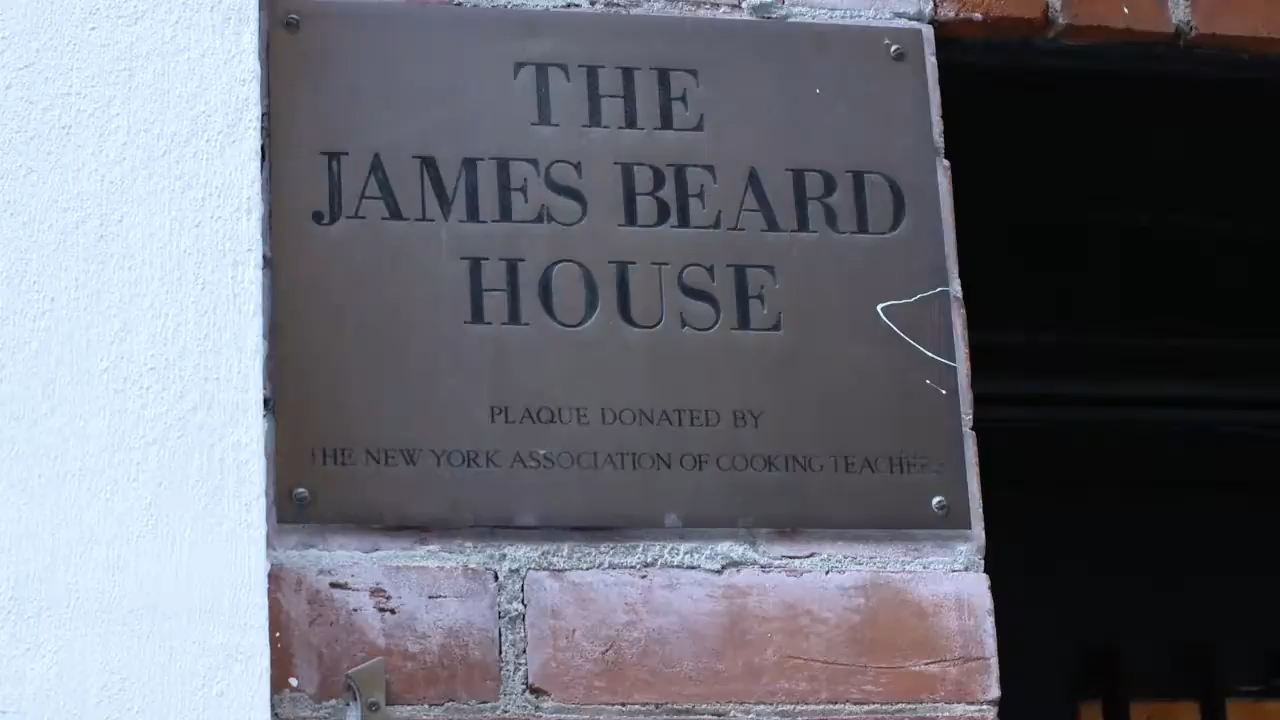 THE
JAMES BEARD
HOUSE
PLAQUE DONATED BY
THE NEW YORK ASSOCIATION OF COOKING TEACHERS